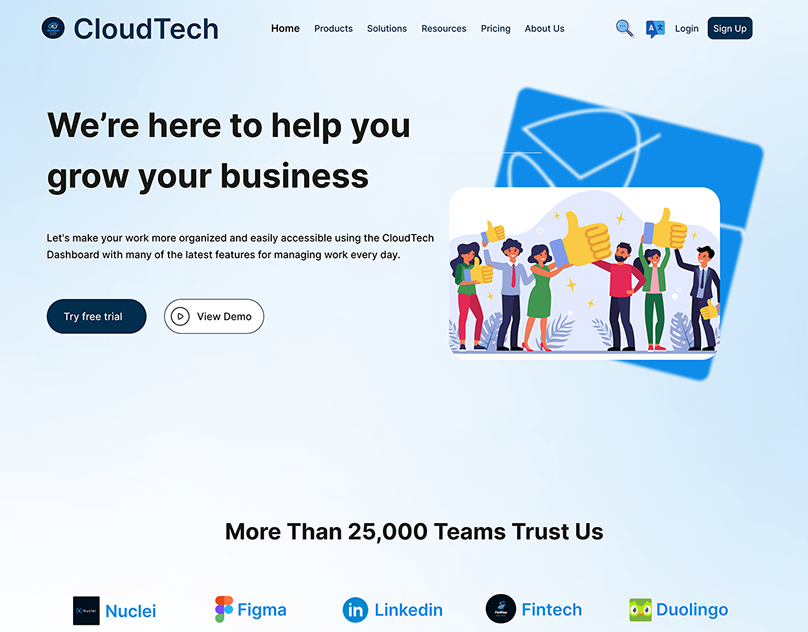 CloudTech
Home Products Solutions Resources Pricing About Us
Login Sign Up
We’re here to help you
grow your business
Let's make your work more organized and easily accessible using the CloudTech
Dashboard with many of the latest features for managing work every day.
Try free trial View Demo
More Than 25,000 Teams Trust Us
Nuclei Nuclei Figma in Linkedin Fintech Duolingo